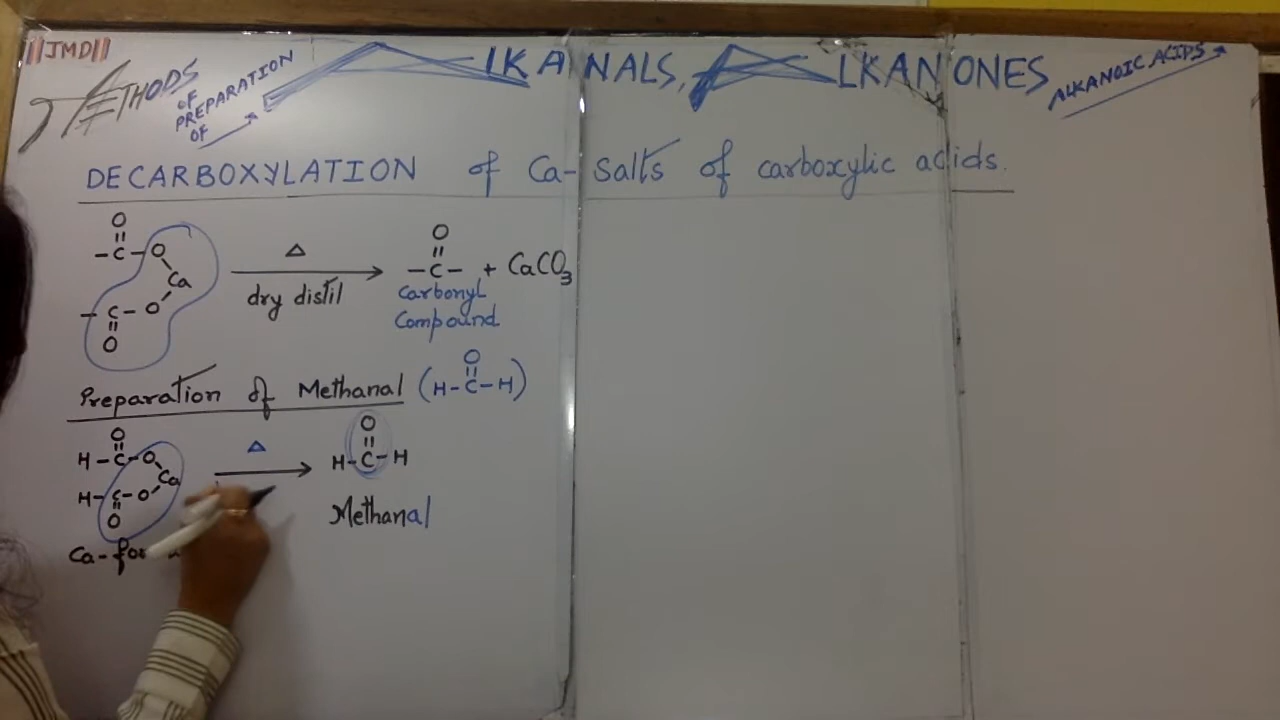 ||JMD||
METHODS OF PREPARATION OF
ALKANALS, ALKANONES
ALKANOIC ACIDS
DECARBOXYLATION of Ca- salts of carboxylic acids.
O
||
-C-O
Ca
-C-O
||
O
Δ
dry distil
O
||
-C- + CaCO3
Carbonyl
Compound
Preparation of Methanal (H-C-H)
O
||
O
||
H-C-O
Ca
H-C-O
||
O
Δ
O
||
H-C-H
Methanal
Ca-